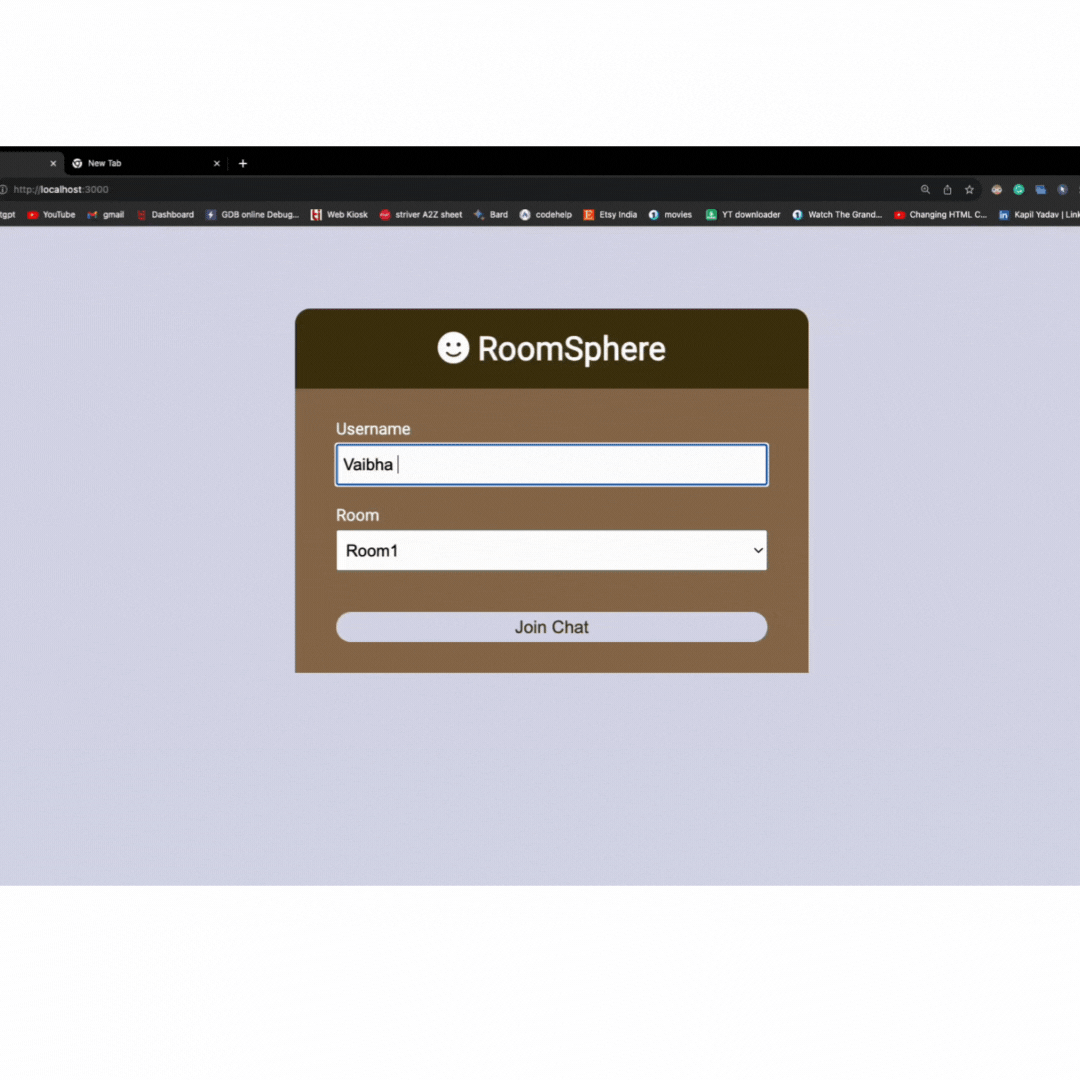 New Tab
http://localhost:3000
tgpt YouTube gmail Dashboard GDB online Debug... Web Kiosk striver A2Z sheet Bard codehelp Etsy India movies YT downloader Watch The Grand... Changing HTML C... Kapil Yadav | Link
RoomSphere
Username
Vaibha
Room
Room1
Join Chat